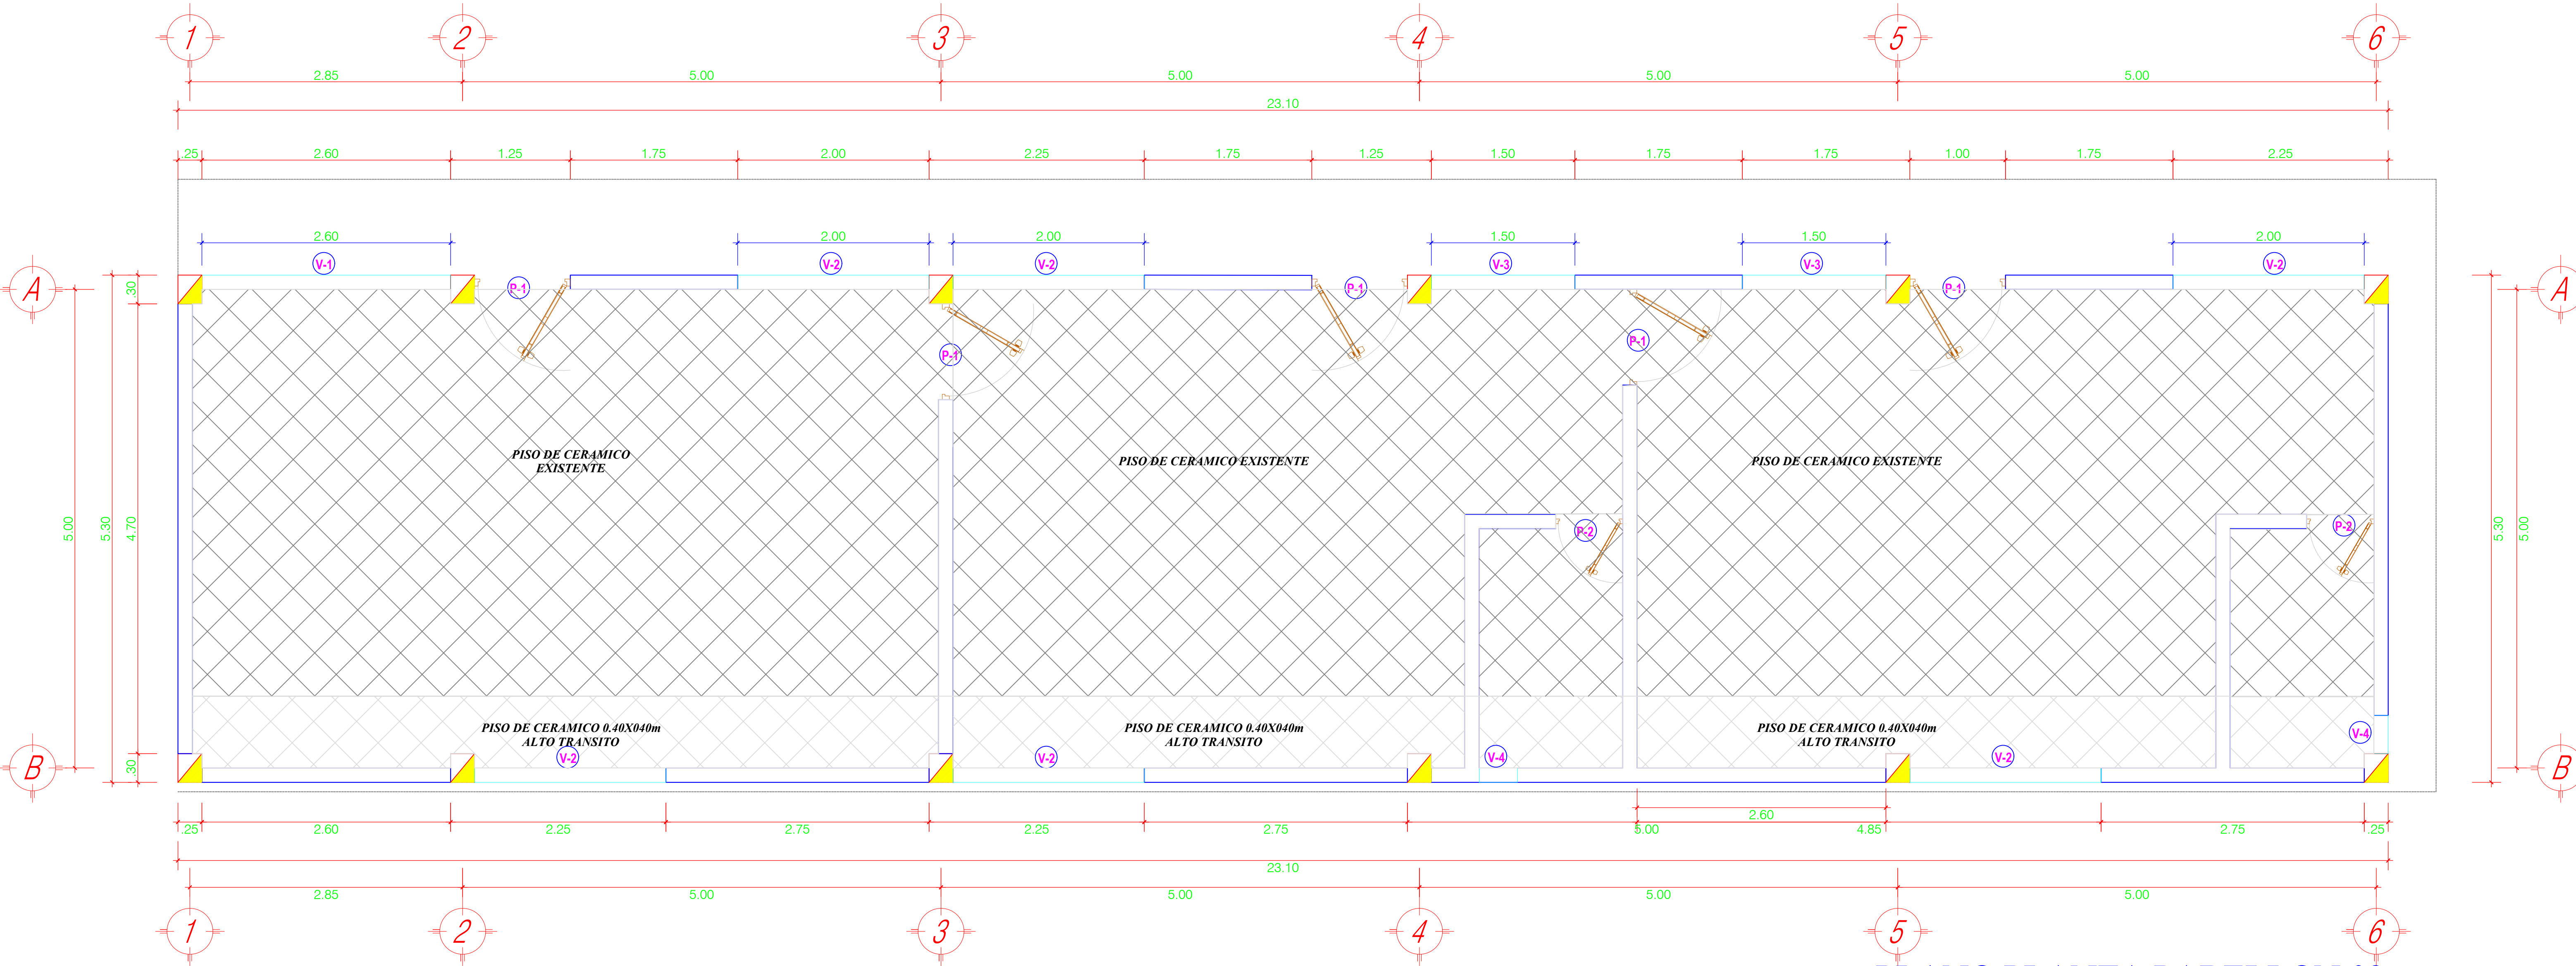 1 2 3 4 5 6
2.85 5.00 5.00 5.00 5.00
23.10
.25 2.60 1.25 1.75 2.00 2.25 1.75 1.25 1.50 1.75 1.75 1.00 1.75 2.25
2.60 2.00 2.00 1.50 1.50 2.00
V-1 V-2 V-2 V-3 V-3 V-2
A .30 P-1 P-1 P-1 A
P-1 P-1
PISO DE CERAMICO
EXISTENTE
PISO DE CERAMICO EXISTENTE
PISO DE CERAMICO EXISTENTE
5.00 5.30 4.70 P-2 P-2 5.30 5.00
PISO DE CERAMICO 0.40X040m
ALTO TRANSITO
PISO DE CERAMICO 0.40X040m
ALTO TRANSITO
PISO DE CERAMICO 0.40X040m
ALTO TRANSITO
V-4
B .30 V-2 V-2 V-4 V-2 B
2.60
.25 2.60 2.25 2.75 2.25 2.75 5.00 4.85 2.75 .25
23.10
2.85 5.00 5.00 5.00 5.00
1 2 3 4 5 6